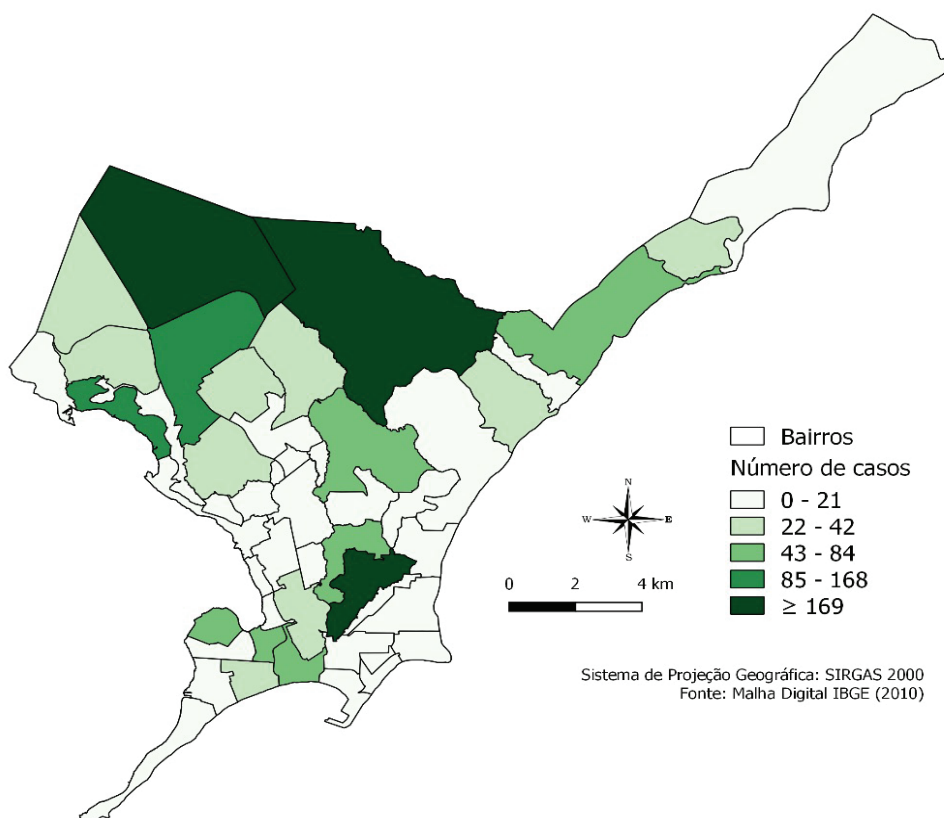 Bairros
Número de casos
0 - 21
22 - 42
43 - 84
85 - 168
≥ 169
N
W E
S
0 2 4 km
Sistema de Projeção Geográfica: SIRGAS 2000
Fonte: Malha Digital IBGE (2010)